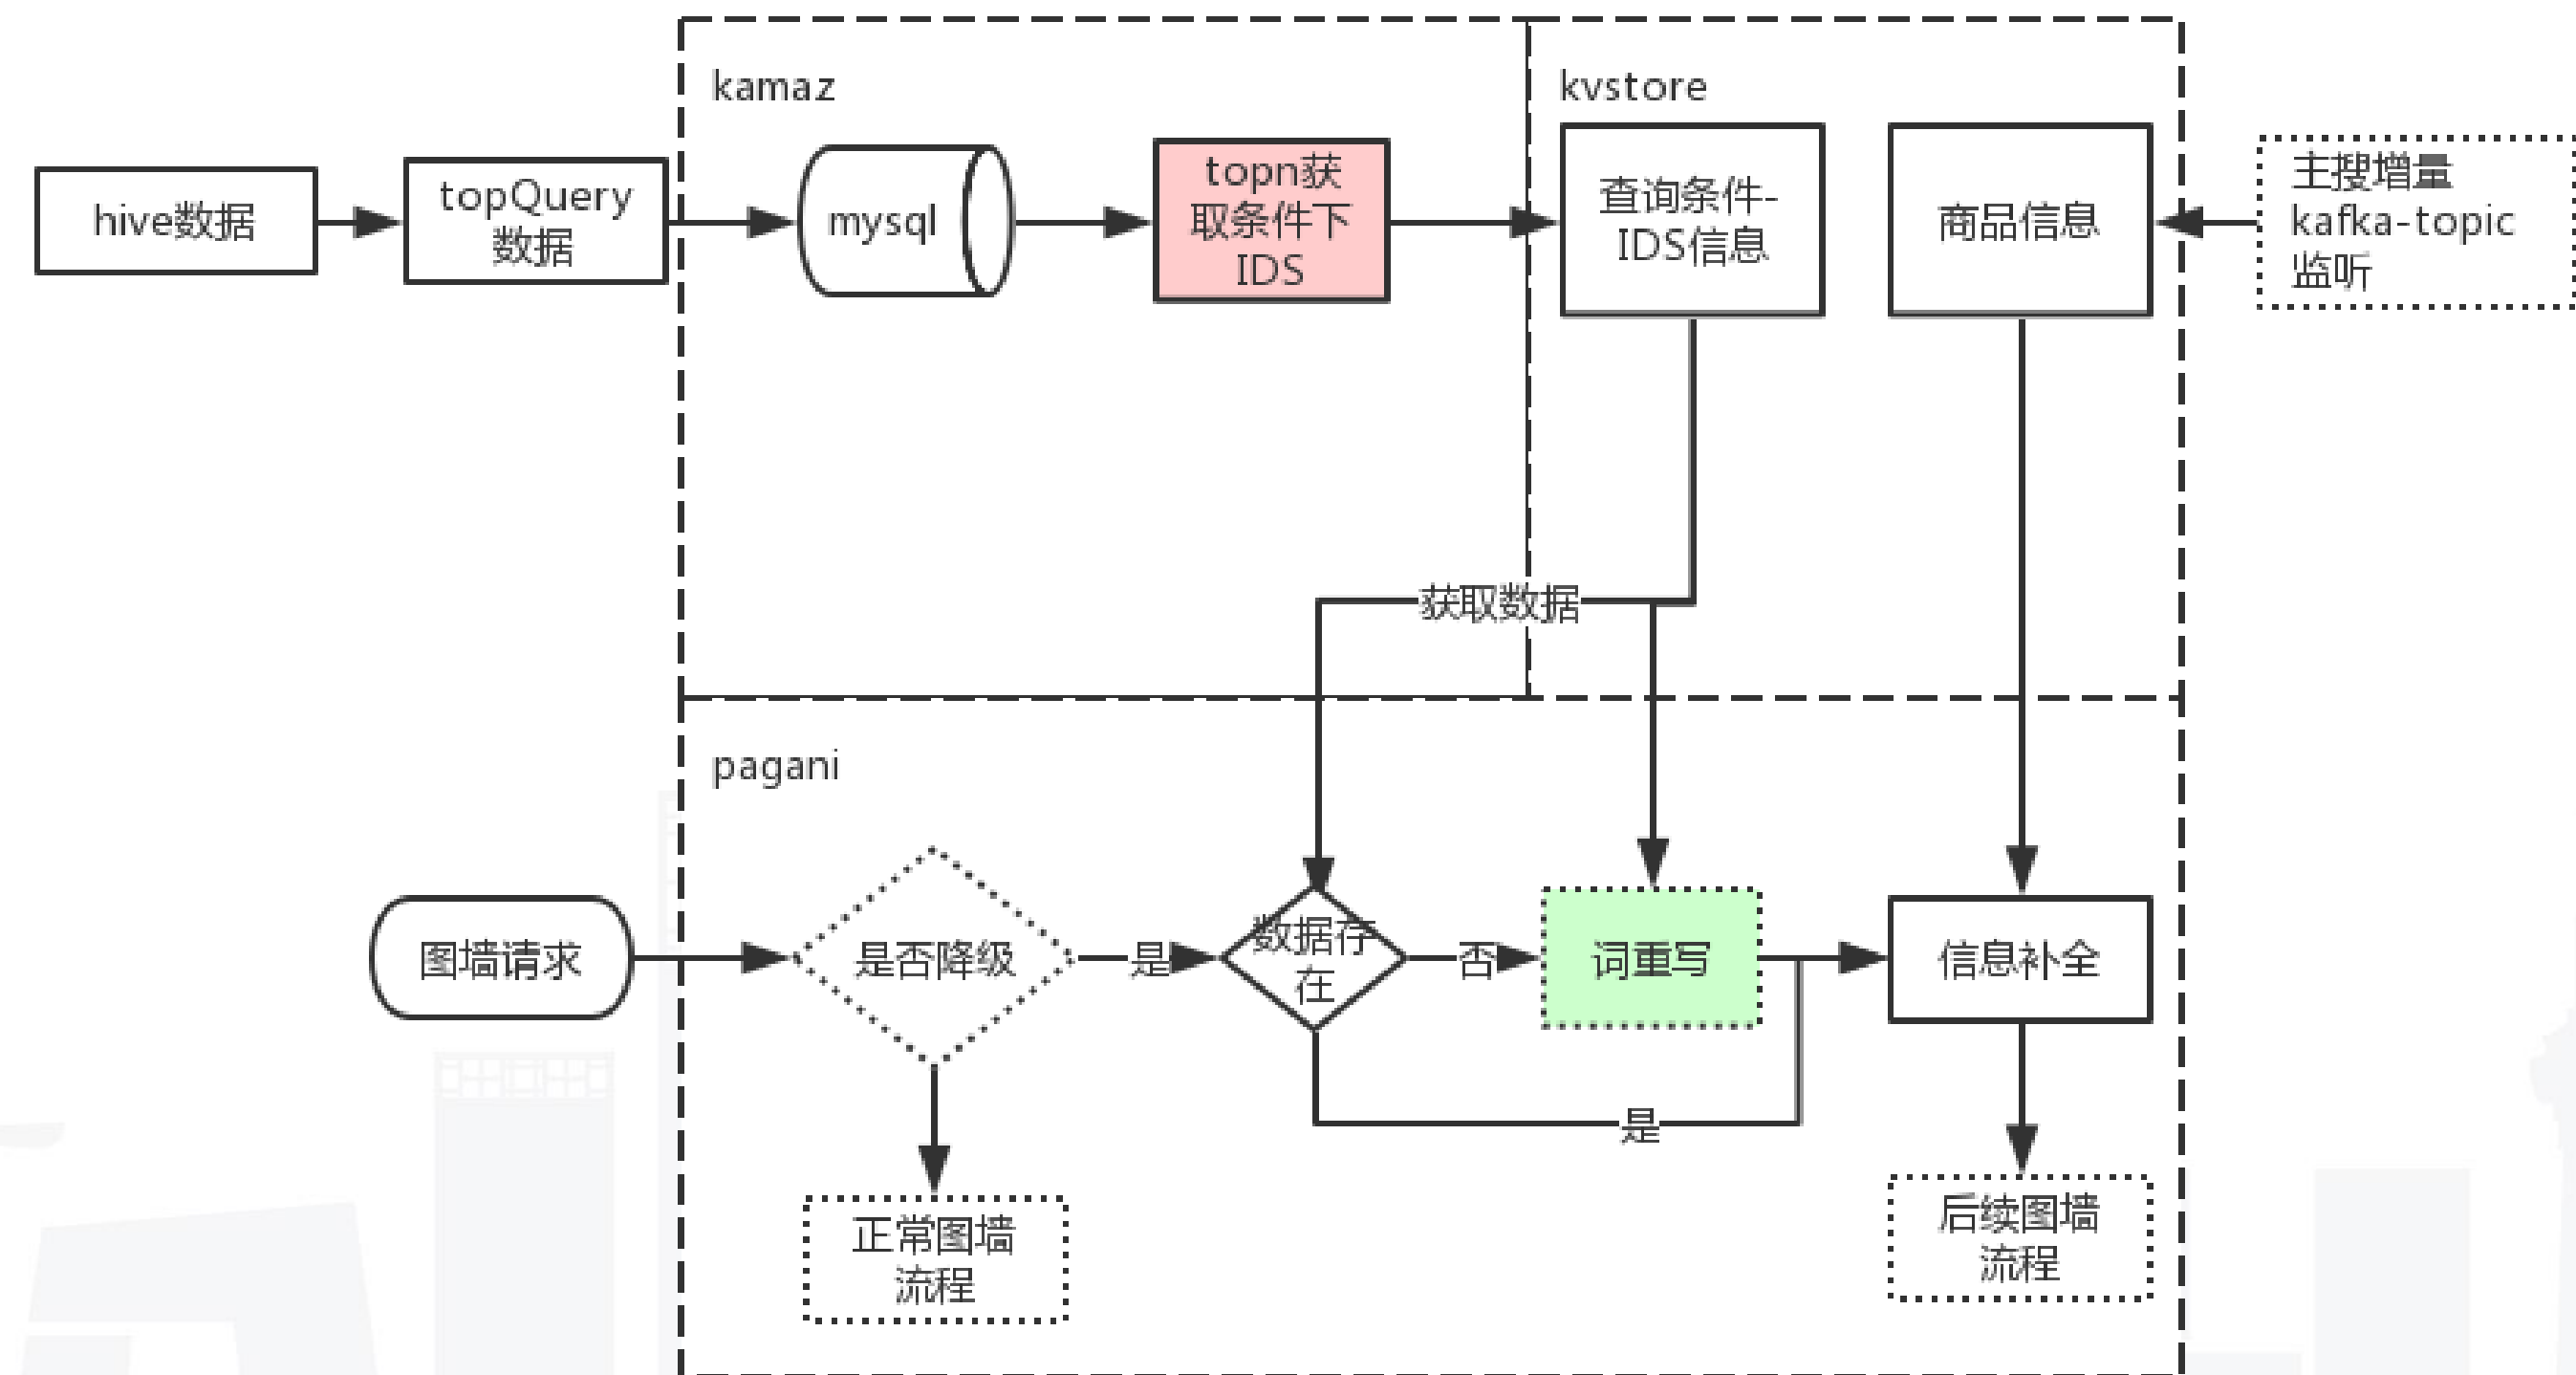 kamaz
kvstore
hive数据
topQuery
数据
mysql
topn获
取条件下
IDS
查询条件-
IDS信息
商品信息
主搜增量
kafka-topic
监听
获取数据
pagani
图墙请求
是否降级
是
数据存
在
否
词重写
信息补全
是
正常图墙
流程
后续图墙
流程